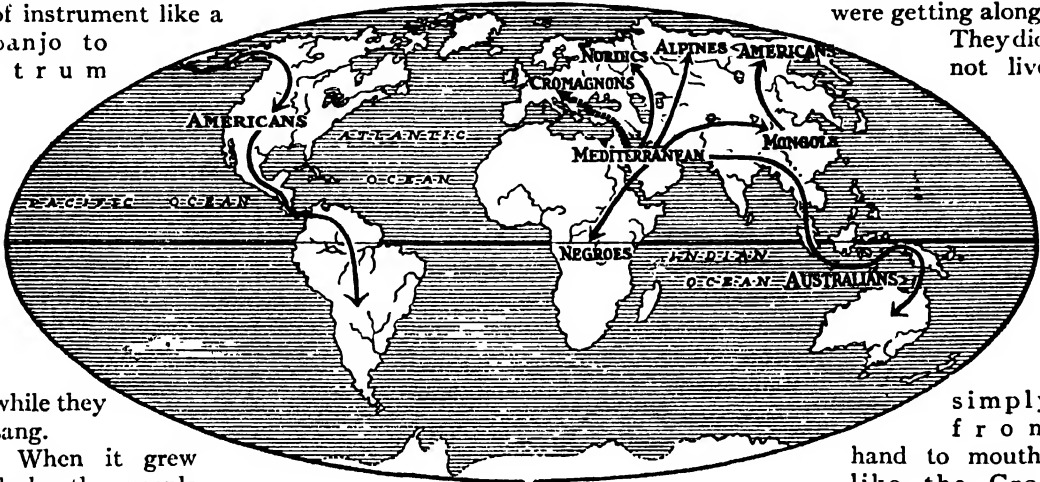 of instrument like a
banjo to
t r u m
were getting along
They did
not live
NORDICS
ALPINES
AMERICANS
CROMAGNONS
AMERICANS
ATLANTIC
OCEAN
MEDITERRANEAN
MONGOLS
PACIFIC OCEAN
NEGROES
INDIAN
OCEAN
AUSTRALIANS
while they
sang.
When it grew
simply
from
hand to mouth
like the Cro